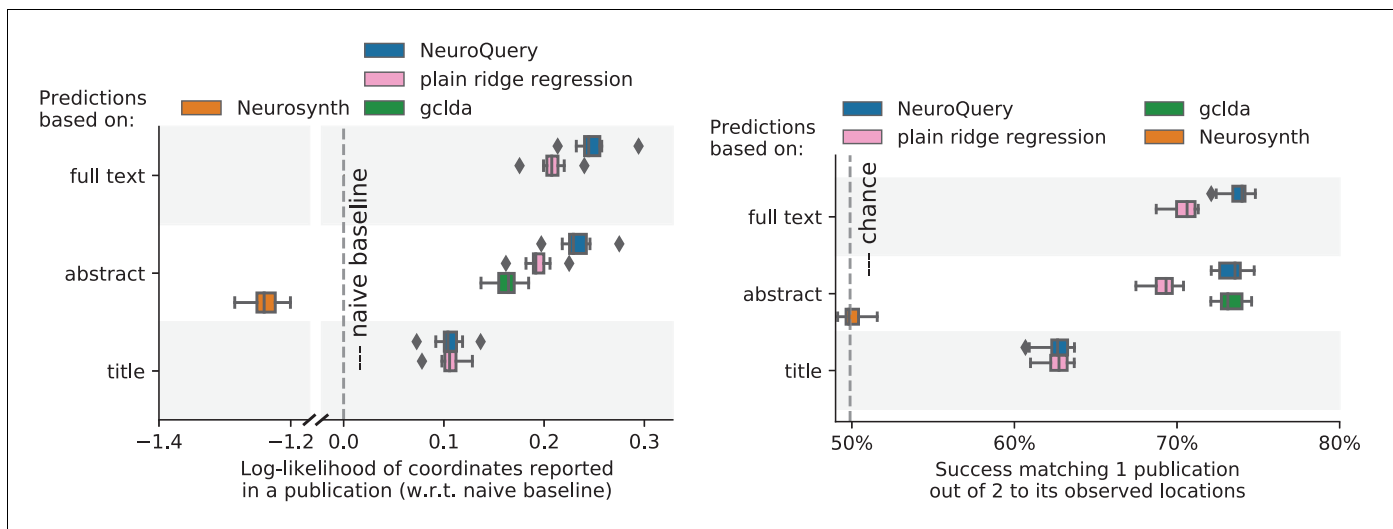 NeuroQuery
plain ridge regression
gclda
Neurosynth
Predictions
based on:
full text
abstract
title
--- naive baseline
−1.4
−1.2
0.0
0.1
0.2
0.3
Log-likelihood of coordinates reported
in a publication (w.r.t. naive baseline)
NeuroQuery
plain ridge regression
gclda
Neurosynth
Predictions
based on:
full text
abstract
title
--- chance
50%
60%
70%
80%
Success matching 1 publication
out of 2 to its observed locations